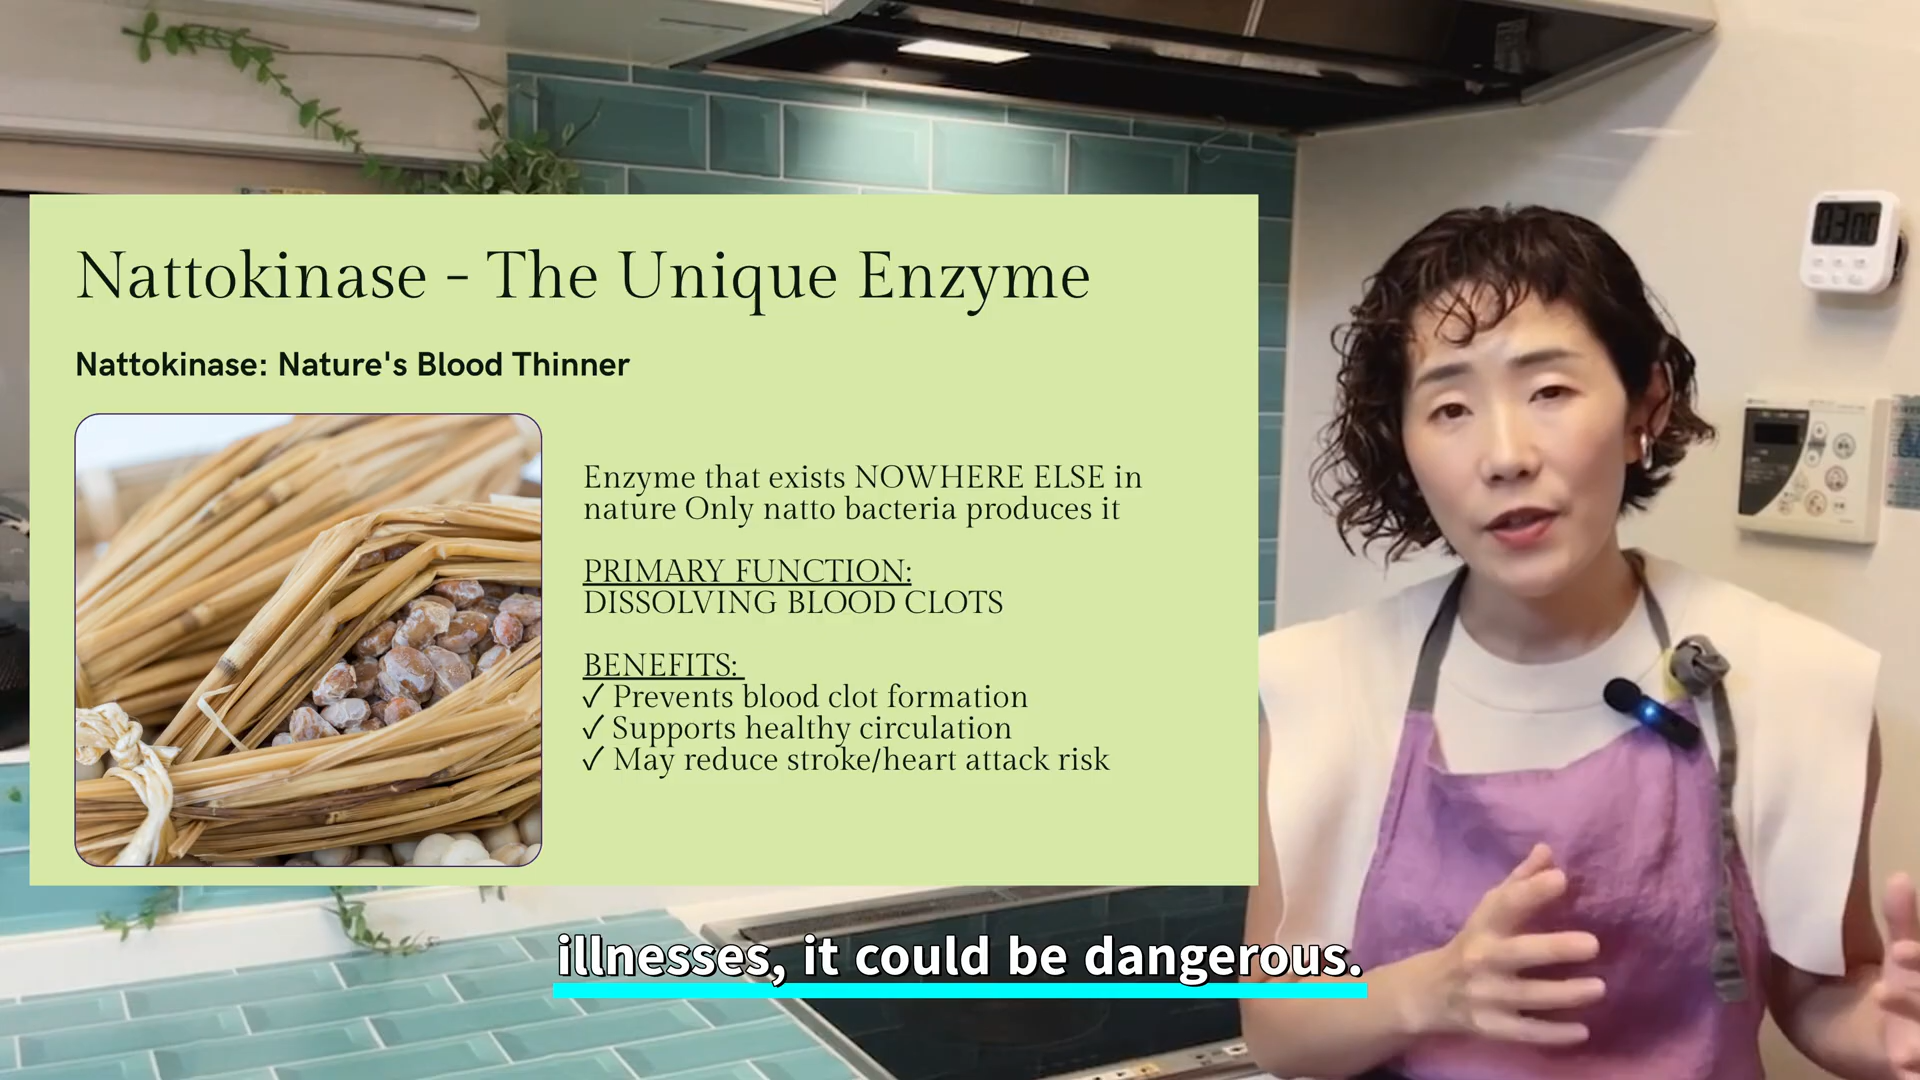 Nattokinase - The Unique Enzyme
Nattokinase: Nature's Blood Thinner
Enzyme that exists NOWHERE ELSE in
nature Only natto bacteria produces it
PRIMARY FUNCTION:
DISSOLVING BLOOD CLOTS
BENEFITS:
✓ Prevents blood clot formation
✓ Supports healthy circulation
✓ May reduce stroke/heart attack risk
illnesses, it could be dangerous.
03:00